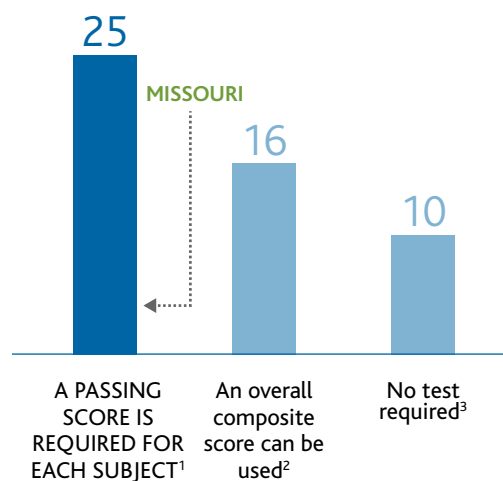 25
MISSOURI
16
10
A PASSING
SCORE IS
REQUIRED FOR
EACH SUBJECT¹
An overall
composite
score can be
used²
No test
required³